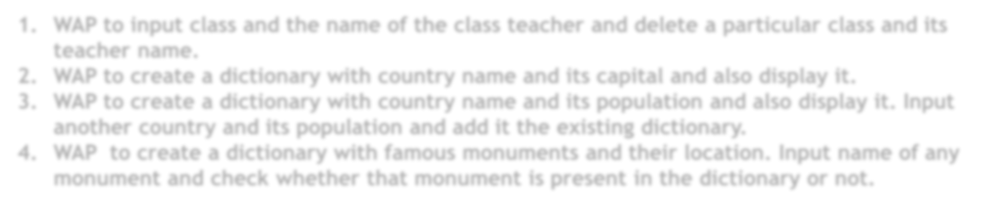 1. WAP to input class and the name of the class teacher and delete a particular class and its
teacher name.
2. WAP to create a dictionary with country name and its capital and also display it.
3. WAP to create a dictionary with country name and its population and also display it. Input
another country and its population and add it the existing dictionary.
4. WAP  to create a dictionary with famous monuments and their location. Input name of any
monument and check whether that monument is present in the dictionary or not.